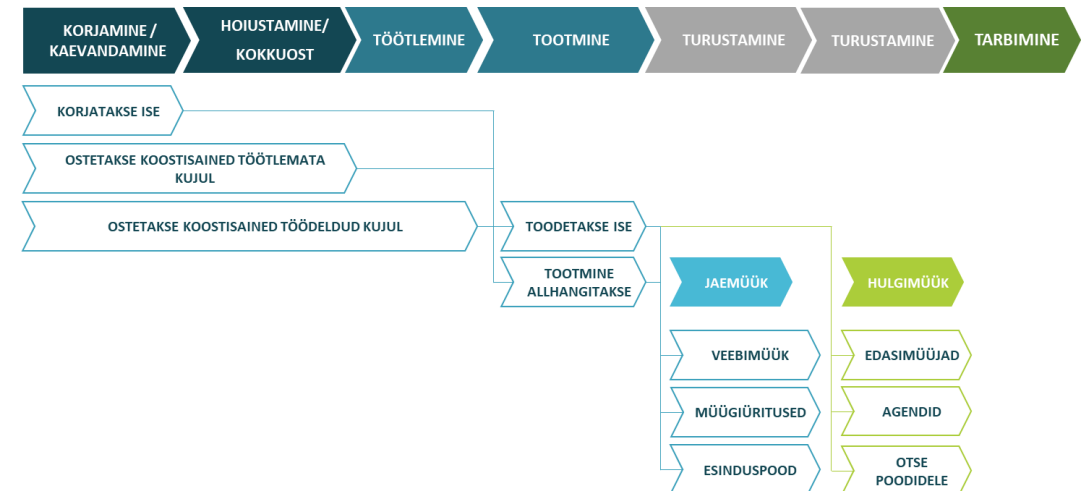 KORJAMINE /
KAEVANDAMINE
HOIUSTAMINE/
KOKKUOST
TÖÖTLEMINE
TOOTMINE
TURUSTAMINE
TURUSTAMINE
TARBIMINE
KORJATAKSE ISE
OSTETAKSE KOOSTISAINED TÖÖTLEMATA
KUJUL
OSTETAKSE KOOSTISAINED TÖÖDELDUD KUJUL
TOODETAKSE ISE
TOOTMINE
ALLHANGITAKSE
JAEMÜÜK
HULGIMÜÜK
VEEBIMÜÜK
EDASIMÜÜJAD
MÜÜGIÜRITUSED
AGENDID
ESINDUSPOOD
OTSE
POODIDELE